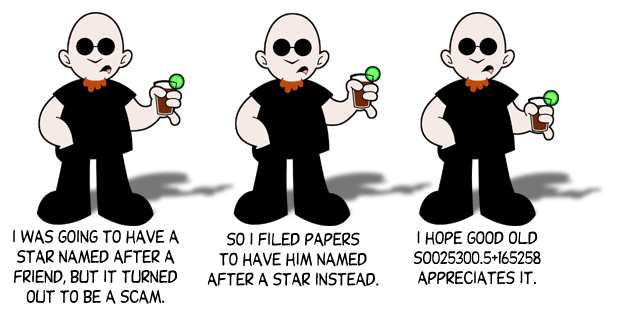 I WAS GOING TO HAVE A
STAR NAMED AFTER A
FRIEND, BUT IT TURNED
OUT TO BE A SCAM.
SO I FILED PAPERS
TO HAVE HIM NAMED
AFTER A STAR INSTEAD.
I HOPE GOOD OLD
S0025300.5+165258
APPRECIATES IT.